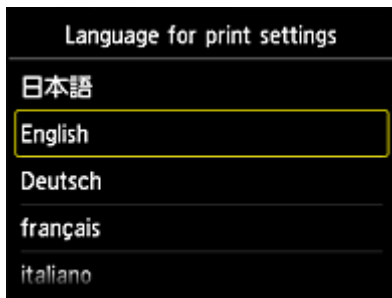 Language for print settings
日本語
English
Deutsch
français
italiano